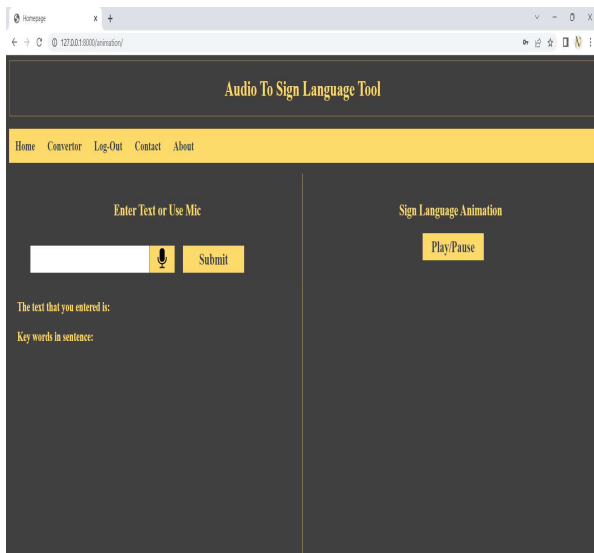 Homepage
127.0.0.1:8000/animation/
Audio To Sign Language Tool
Home Convertor Log-Out Contact About
Enter Text or Use Mic
Submit
The text that you entered is:
Key words in sentence:
Sign Language Animation
Play/Pause